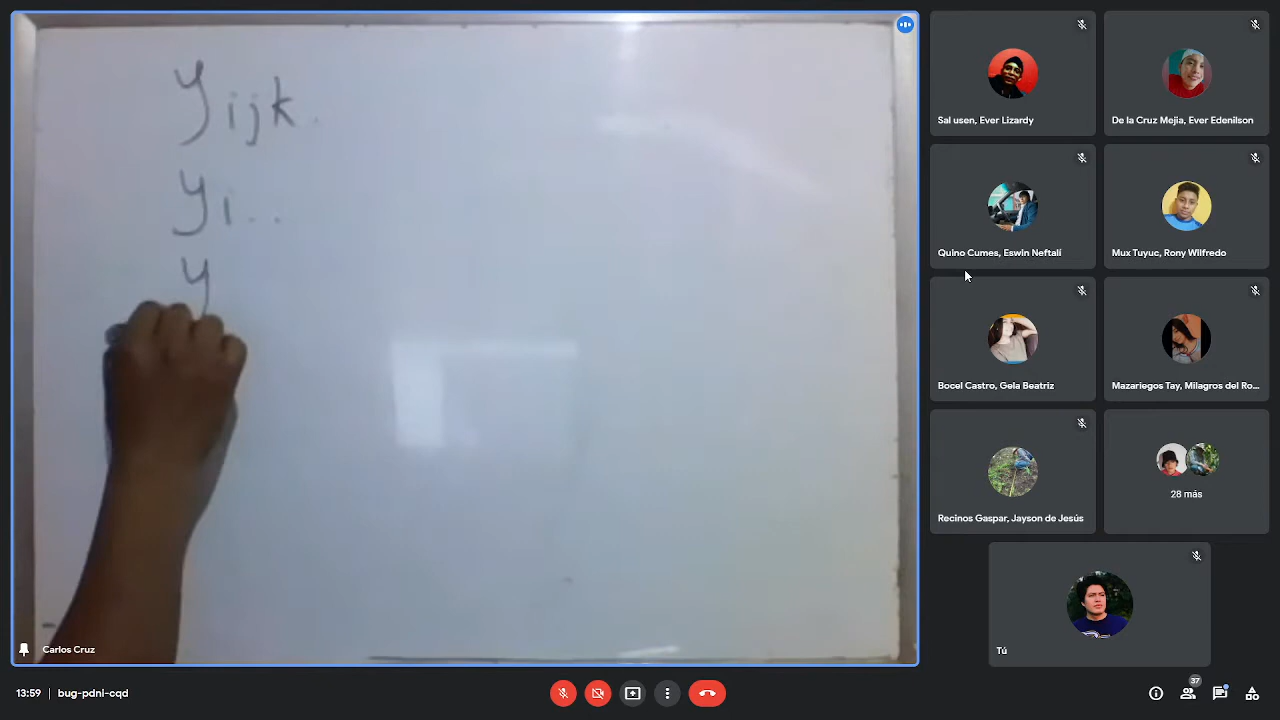 Yijk.
Yi..
Y
Sal usen, Ever Lizardy
De la Cruz Mejia, Ever Edenilson
Quino Cumes, Eswin Neftalí
Mux Tuyuc, Rony Wilfredo
Bocel Castro, Gela Beatriz
Mazariegos Tay, Milagros del Ro...
Recinos Gaspar, Jayson de Jesús
28 más
Tú
Carlos Cruz
13:59 | bug-pdnl-cqd
37